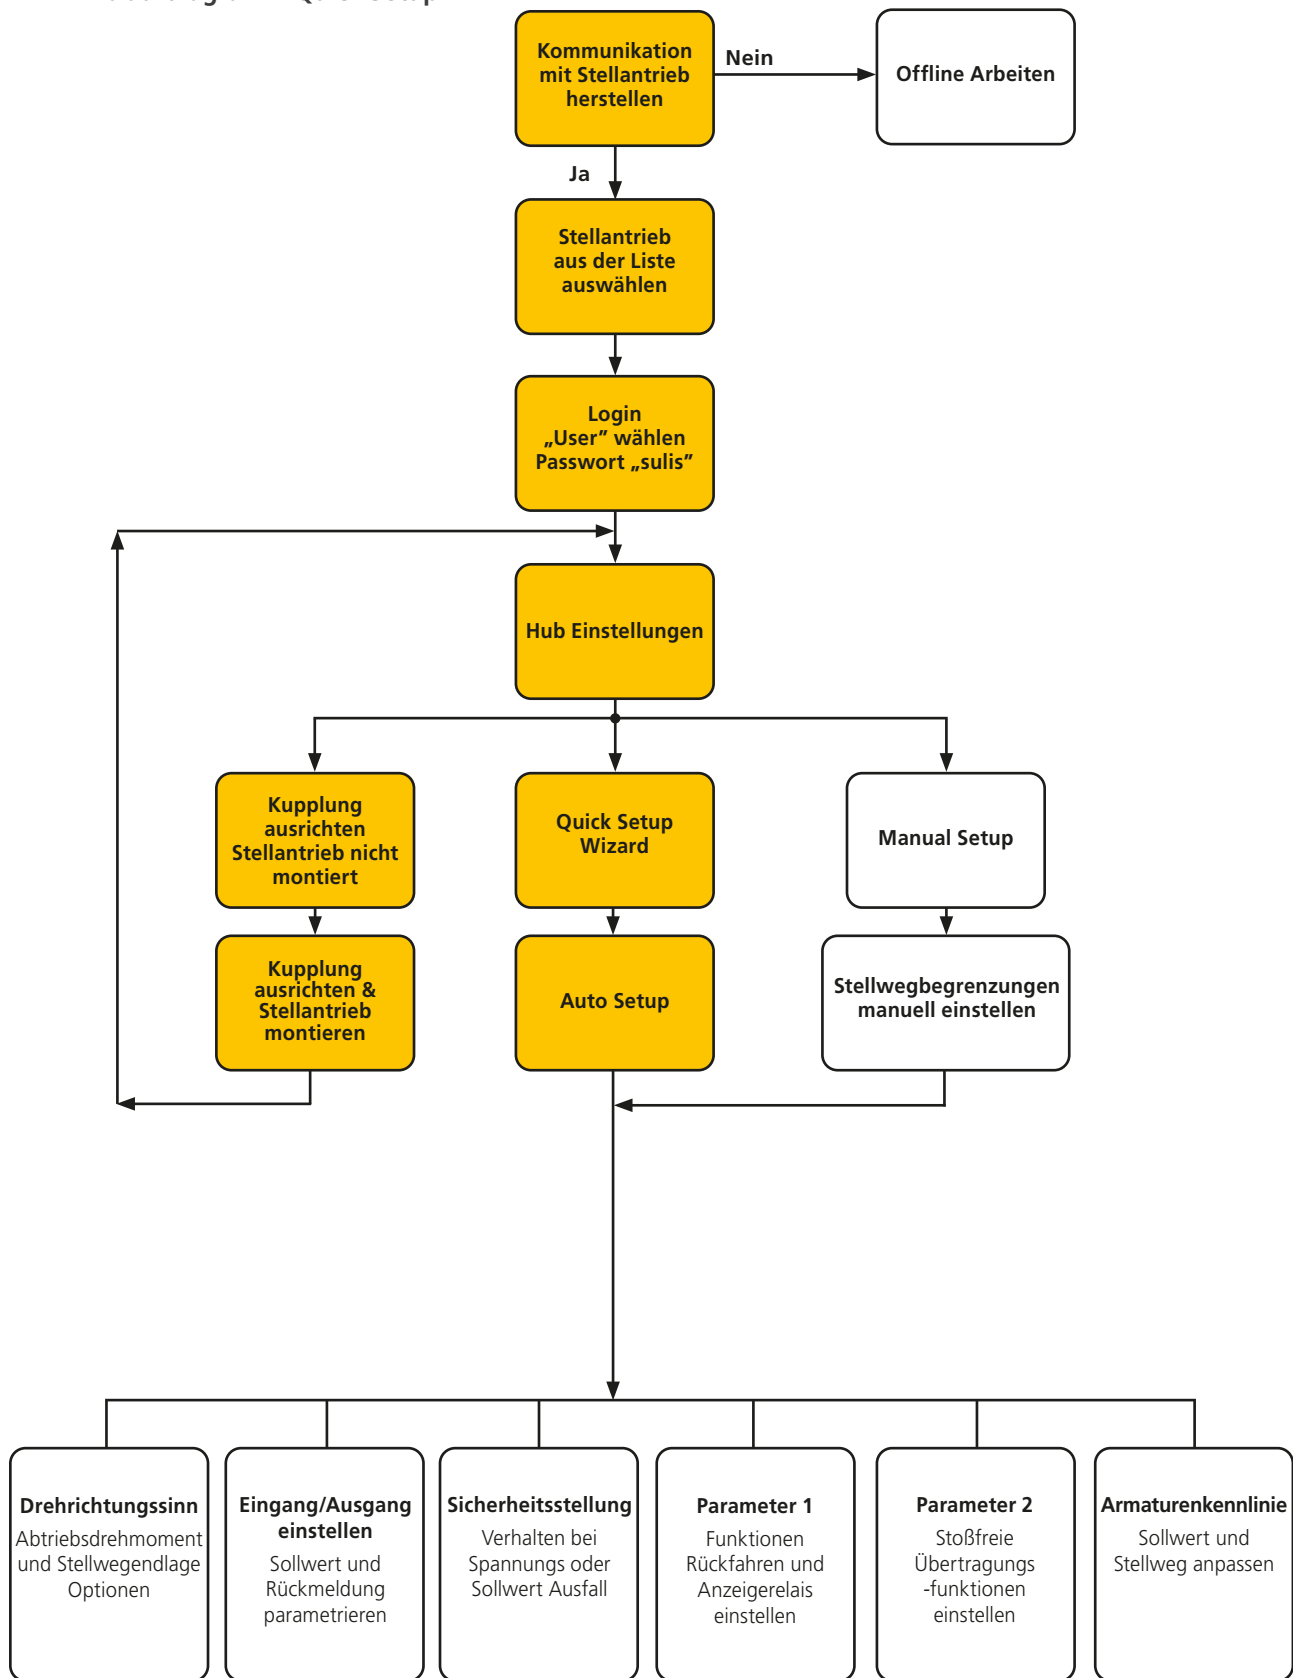 Kommunikation
mit Stellantrieb
herstellen
Nein
Offline Arbeiten
Ja
Stellantrieb
aus der Liste
auswählen
Login
„User” wählen
Passwort „sulis”
Hub Einstellungen
Kupplung
ausrichten
Stellantrieb nicht
montiert
Quick Setup
Wizard
Manual Setup
Kupplung
ausrichten &
Stellantrieb
montieren
Auto Setup
Stellwegbegrenzungen
manuell einstellen
Drehrichtungssinn
Abtriebsdrehmoment
und Stellwegendlage
Optionen
Eingang/Ausgang
einstellen
Sollwert und
Rückmeldung
parametrieren
Sicherheitsstellung
Verhalten bei
Spannungs oder
Sollwert Ausfall
Parameter 1
Funktionen
Rückfahren und
Anzeigerelais
einstellen
Parameter 2
Stoßfreie
Übertragungs
-funktionen
einstellen
Armaturenkennlinie
Sollwert und
Stellweg anpassen